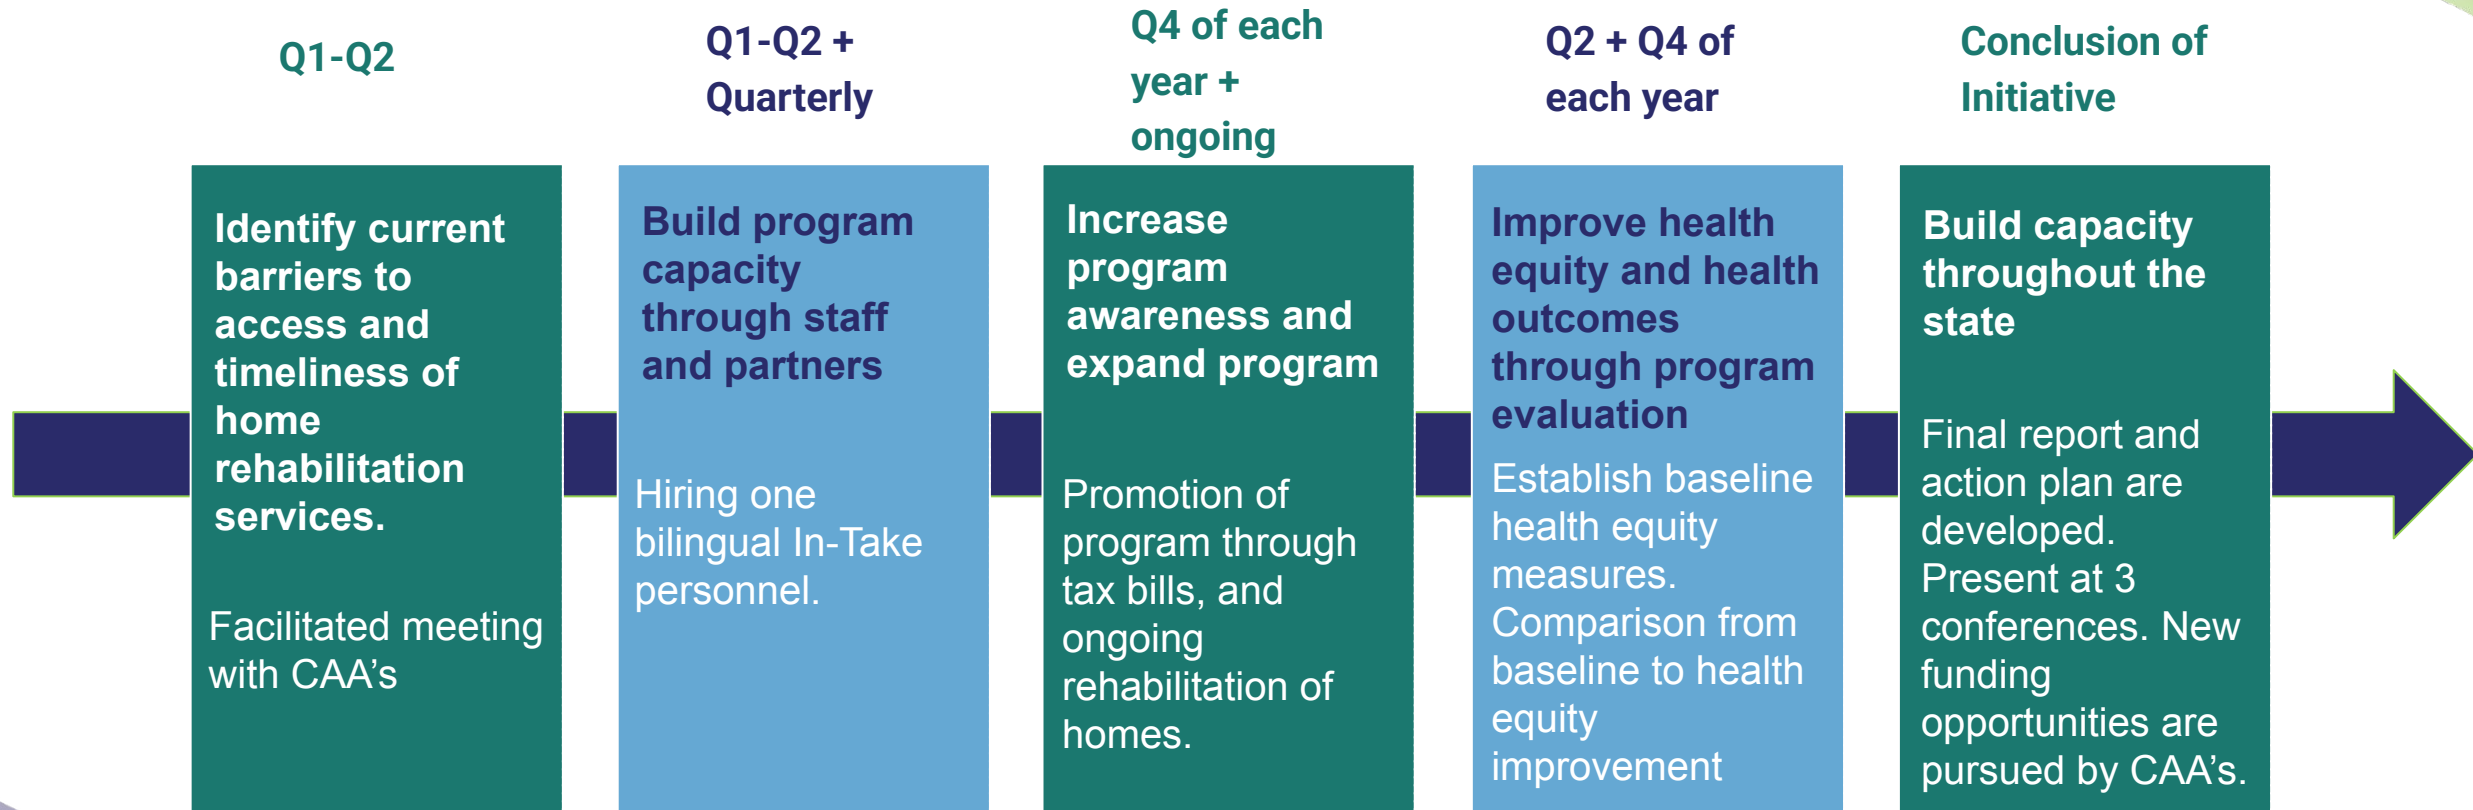 Q1-Q2
Identify current
barriers to
access and
timeliness of
home
rehabilitation
services.
Facilitated meeting
with CAA’s
Q1-Q2 +
Quarterly
Build program
capacity
through staff
and partners
Hiring one
bilingual In-Take
personnel.
Q4 of each
year +
ongoing
Increase
program
awareness and
expand program
Promotion of
program through
tax bills, and
ongoing
rehabilitation of
homes.
Q2 + Q4 of
each year
Improve health
equity and health
outcomes
through program
evaluation
Establish baseline
health equity
measures.
Comparison from
baseline to health
equity
improvement
Conclusion of
Initiative
Build capacity
throughout the
state
Final report and
action plan are
developed.
Present at 3
conferences. New
funding
opportunities are
pursued by CAA’s.